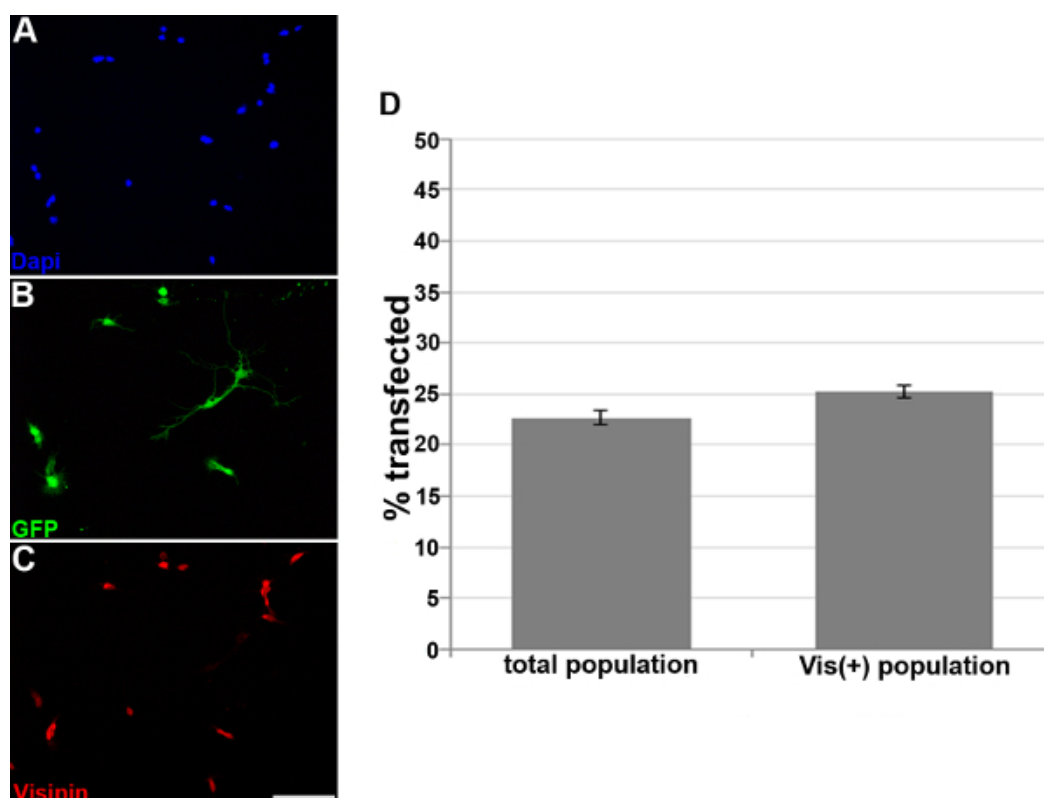 A
Dapi
B
GFP
C
Visinin
D
50
45
40
35
30
25
20
15
10
5
0
% transfected
total population
Vis(+) population